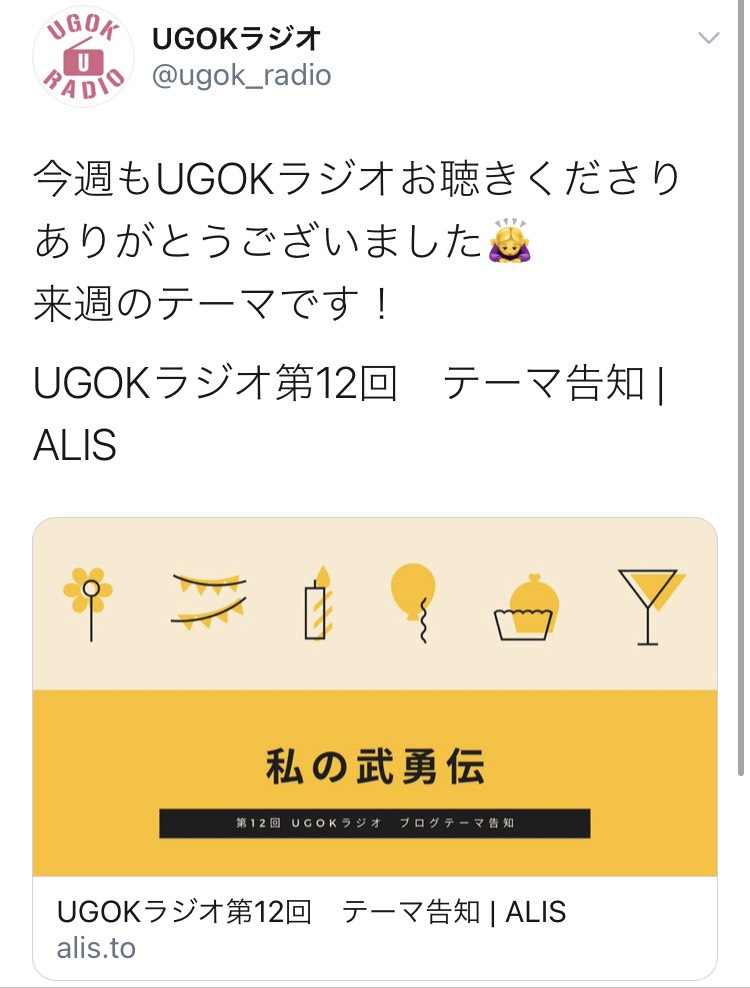 UGOK
U
RADIO
UGOKラジオ
@ugok_radio
今週もUGOKラジオお聴きくださり
ありがとうございました🙇‍♀️
来週のテーマです！
UGOKラジオ第12回　テーマ告知 |
ALIS
私の武勇伝
第12回 UGOKラジオ　ブログテーマ告知
UGOKラジオ第12回　テーマ告知 | ALIS
alis.to